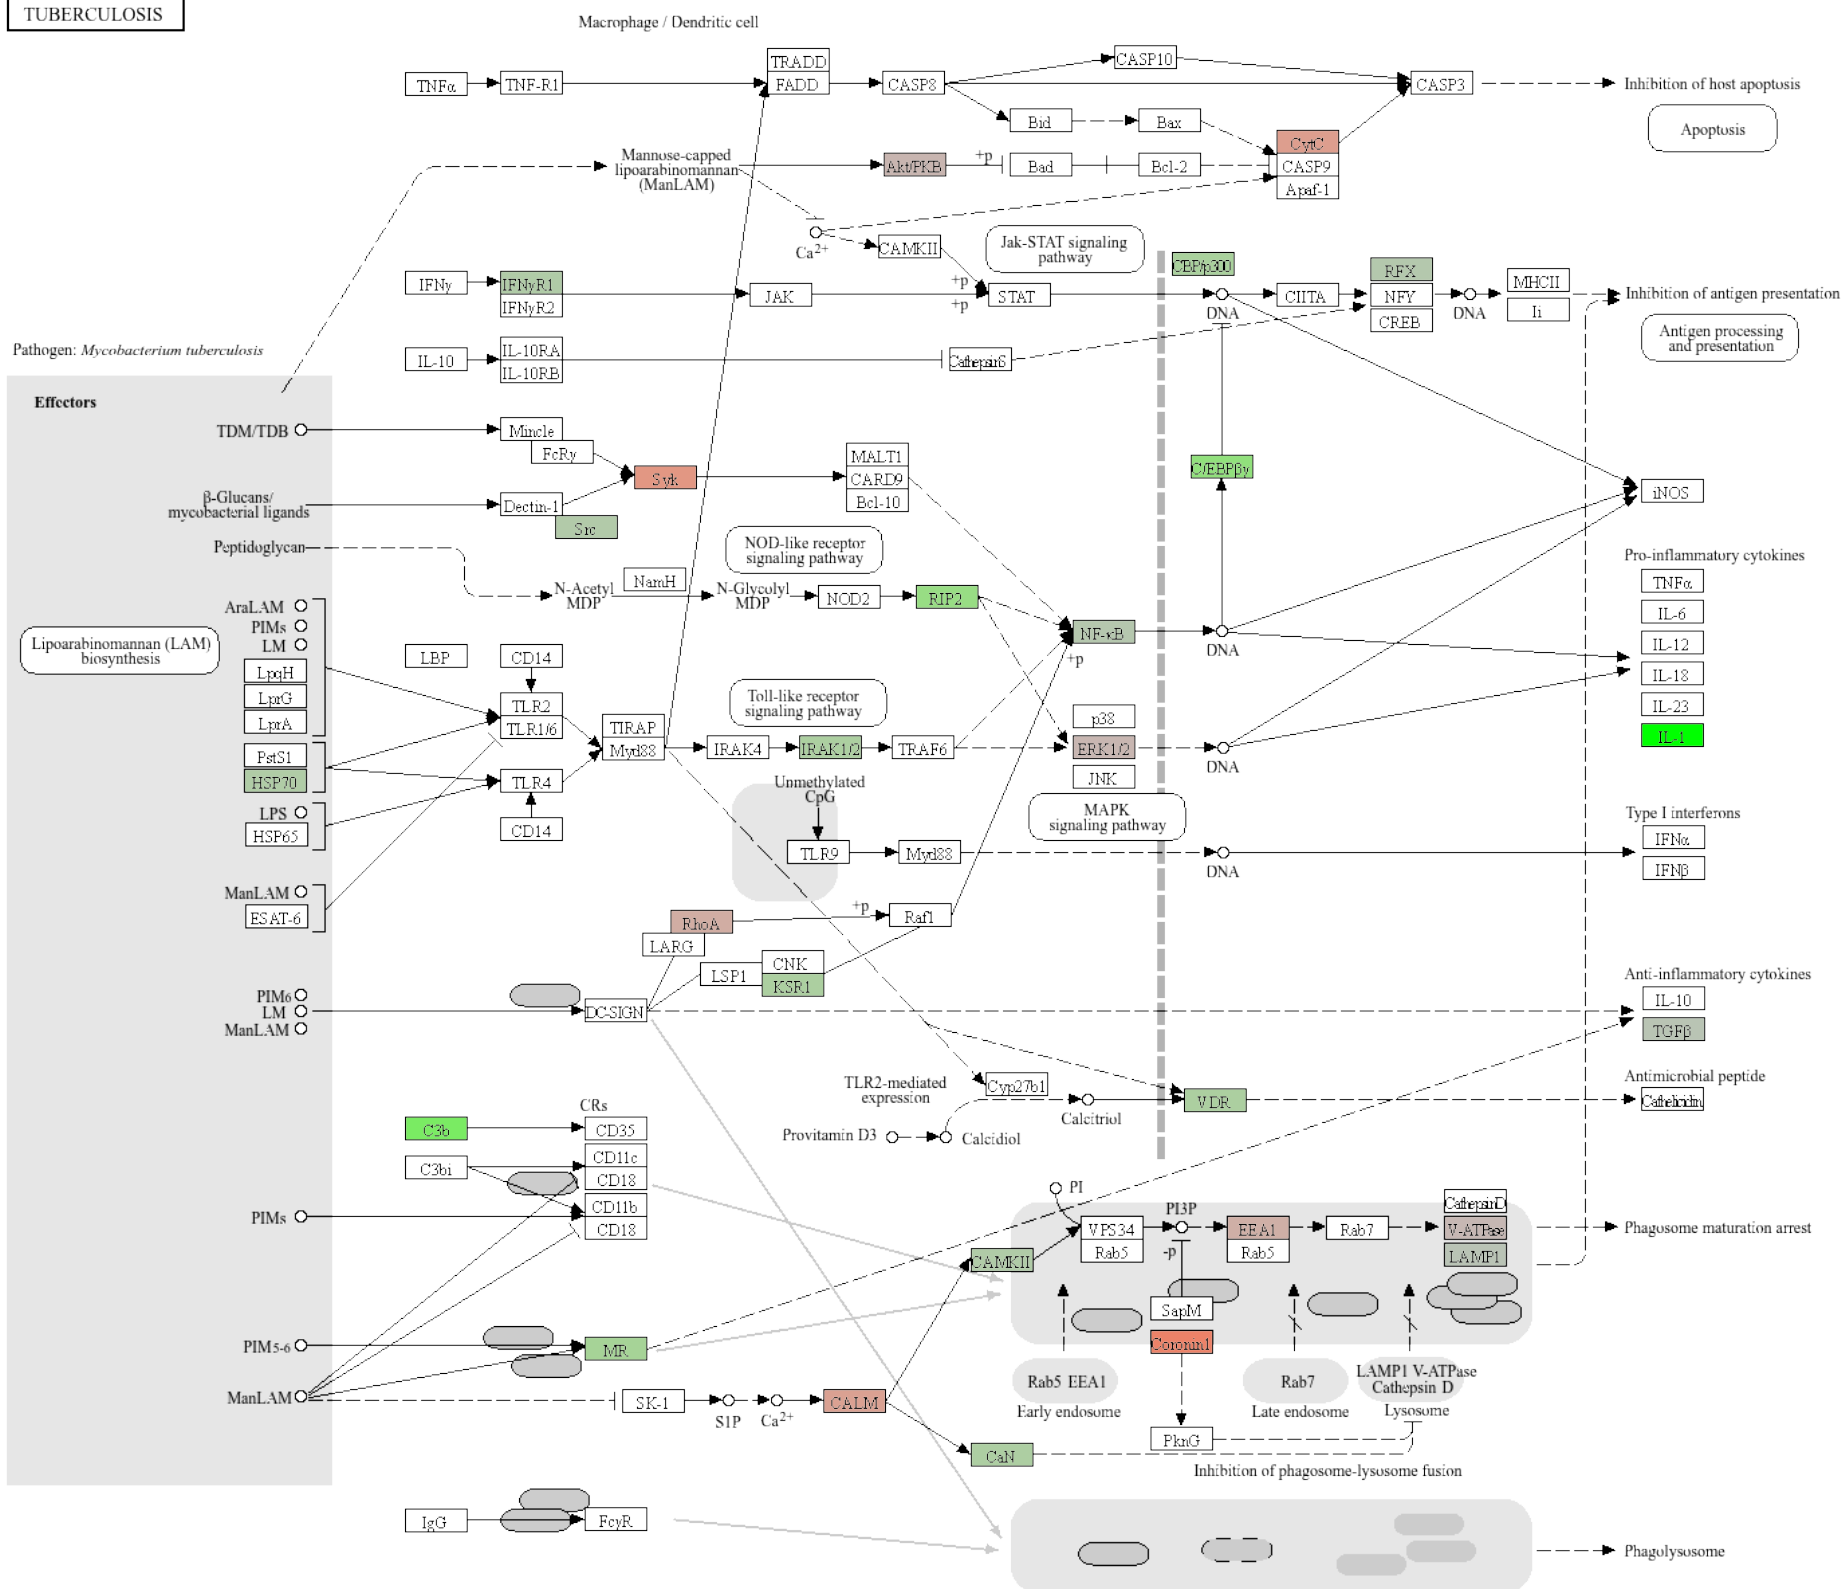 TUBERCULOSIS
Macrophage / Dendritic cell
TNFα
TNF-R1
TRADD
FADD
CASP8
CASP10
CASP3
Inhibition of host apoptosis
Apoptosis
Bid
Bax
CytC
CASP9
Apaf-1
Mannose-capped
lipoarabinomannan
(ManLAM)
Akt/PKB
+p
Bad
Bcl-2
Ca2+
CAMKII
Jak-STAT signaling
pathway
IFNγ
IFNγR1
IFNγR2
JAK
+p
+p
STAT
CBP/p300
DNA
CIITA
RFX
NFY
CREB
DNA
MHCII
Ii
Inhibition of antigen presentation
Antigen processing
and presentation
Pathogen: Mycobacterium tuberculosis
IL-10
IL-10RA
IL-10RB
CathepsinS
Effectors
TDM/TDB
Mincle
FcRγ
Syk
MALT1
CARD9
Bcl-10
C/EBPβγ
iNOS
β-Glucans/
mycobacterial ligands
Dectin-1
Src
Peptidoglycan
NOD-like receptor
signaling pathway
N-Acetyl
MDP
NamH
N-Glycolyl
MDP
NOD2
RIP2
NF-κB
+p
DNA
Pro-inflammatory cytokines
TNFα
IL-6
IL-12
IL-18
IL-23
IL-1
AraLAM
PIMs
LM
Lipoarabinomannan (LAM)
biosynthesis
LpqH
LprG
LprA
LBP
CD14
TLR2
TLR1/6
TIRAP
Myd88
Toll-like receptor
signaling pathway
IRAK4
IRAK1/2
TRAF6
p38
ERK1/2
JNK
DNA
PstS1
HSP70
TLR4
CD14
LPS
HSP65
Unmethylated
CpG
TLR9
Myd88
MAPK
signaling pathway
DNA
Type I interferons
IFNα
IFNβ
ManLAM
ESAT-6
RhoA
LARG
+p
Raf1
LSP1
CNK
KSR1
PIM6
LM
ManLAM
DC-SIGN
Anti-inflammatory cytokines
IL-10
TGFβ
TLR2-mediated
expression
Cyp27b1
Calcitriol
VDR
Antimicrobial peptide
Cathelicidin
Provitamin D3
Calcidiol
CRs
C3b
CD35
C3bi
CD11c
CD18
PIMs
CD11b
CD18
PI
VPS34
Rab5
PI3P
-p
EEA1
Rab5
Rab7
CathepsinD
V-ATPase
LAMP1
Phagosome maturation arrest
CAMKII
SapM
Coronin1
PIM5-6
MR
ManLAM
SK-1
S1P
Ca2+
CALM
Rab5 EEA1
Early endosome
Rab7
Late endosome
LAMP1 V-ATPase
Cathepsin D
Lysosome
CaN
PknG
Inhibition of phagosome-lysosome fusion
IgG
FcγR
Phagolysosome